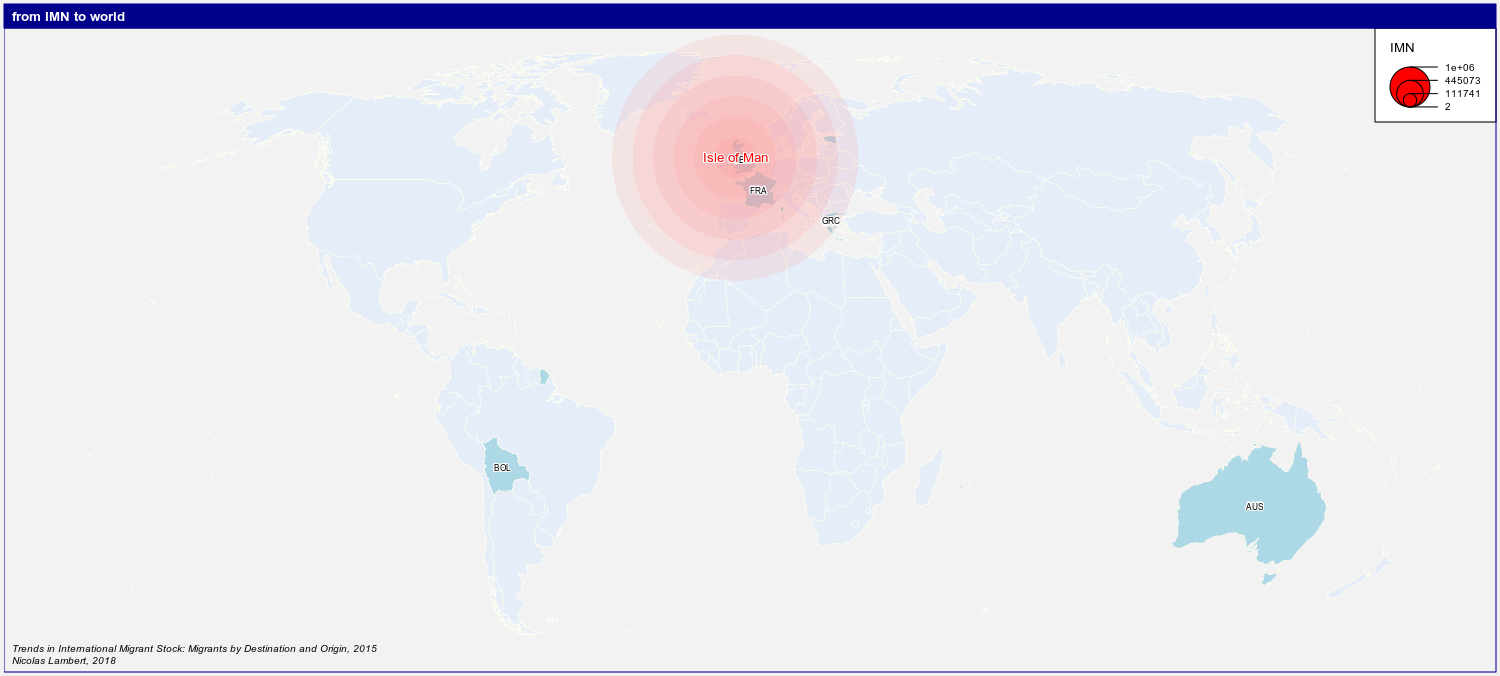 from IMN to world
IMN
1e+06
445073
111741
2
Isle of Man
FRA
GRC
BOL
AUS
Trends in International Migrant Stock: Migrants by Destination and Origin, 2015
Nicolas Lambert, 2018